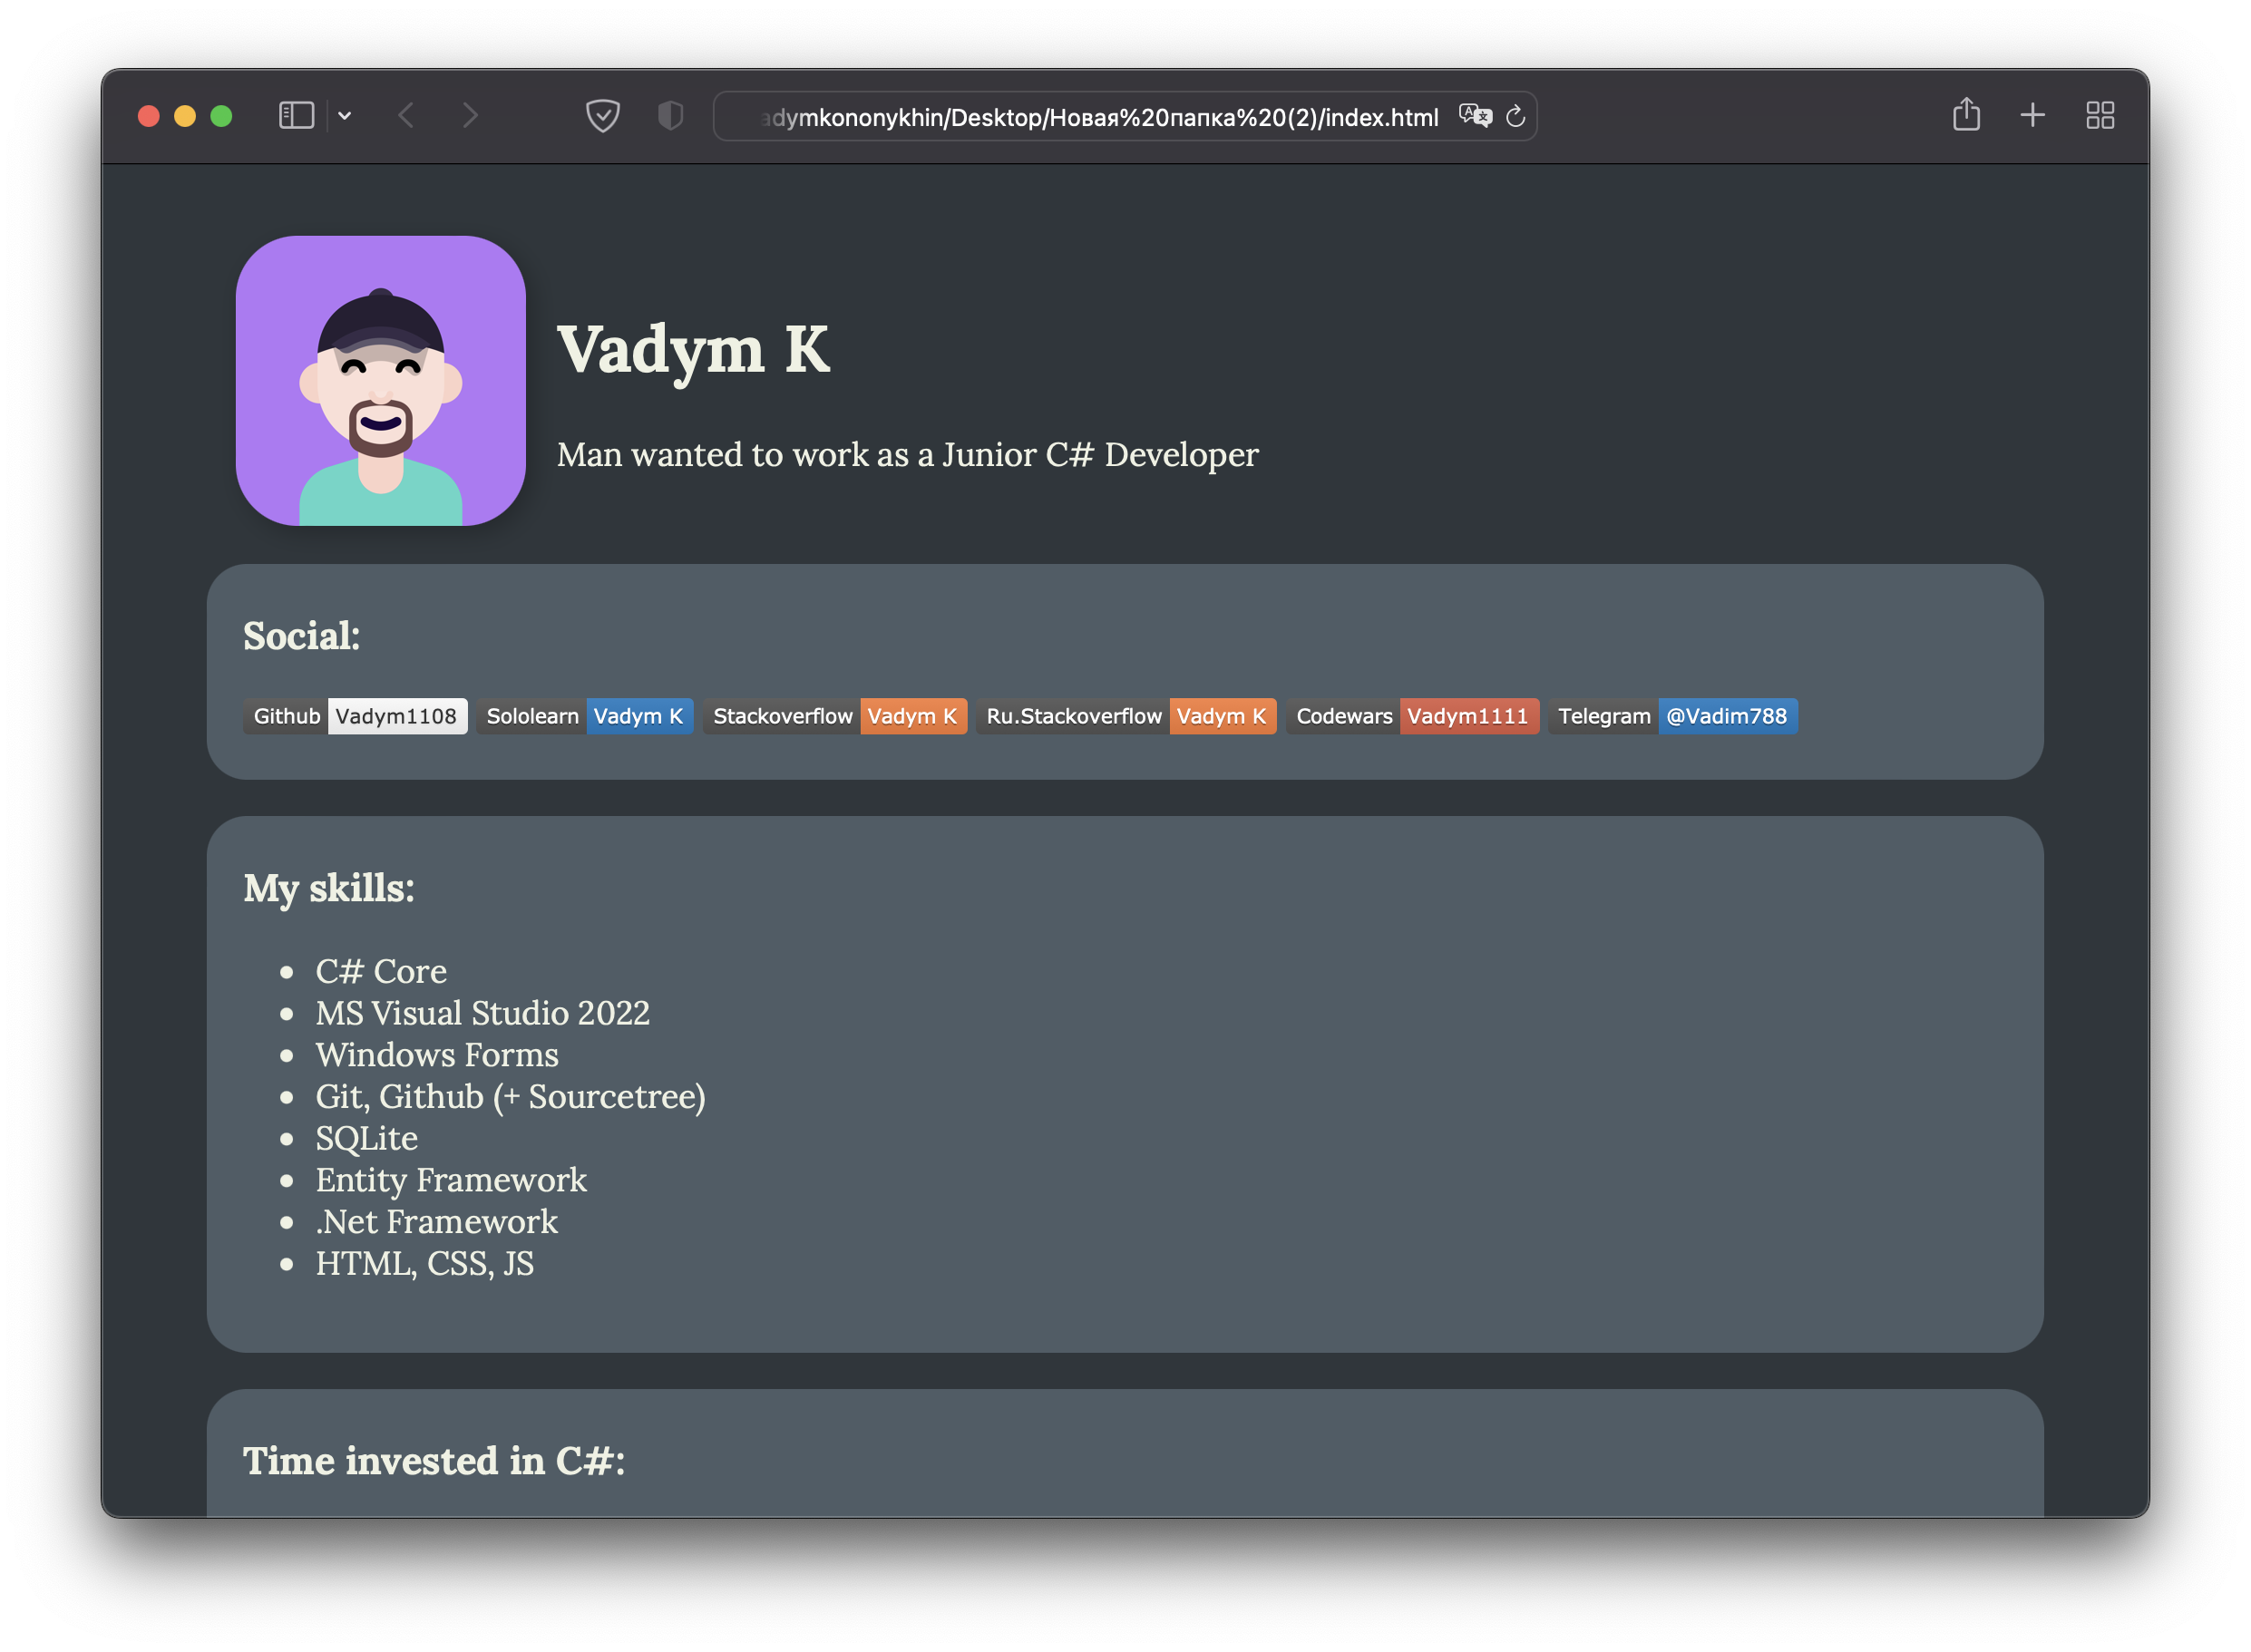 adymkononykhin/Desktop/Новая%20папка%20(2)/index.html
Vadym K
Man wanted to work as a Junior C# Developer
Social:
Github Vadym1108 Sololearn Vadym K Stackoverflow Vadym K Ru.Stackoverflow Vadym K Codewars Vadym1111 Telegram @Vadim788
My skills:
C# Core
MS Visual Studio 2022
Windows Forms
Git, Github (+ Sourcetree)
SQLite
Entity Framework
.Net Framework
HTML, CSS, JS
Time invested in C#: